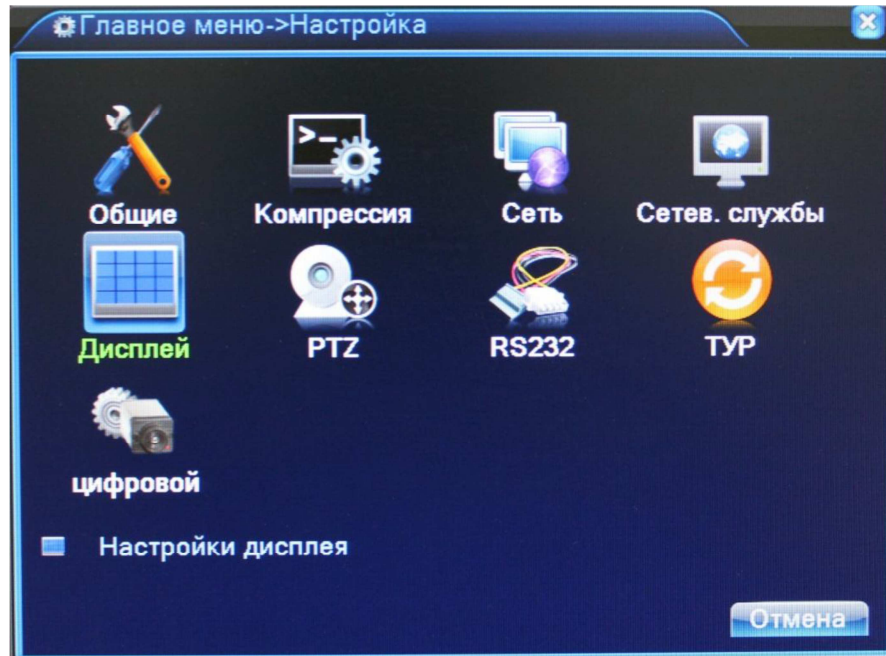 Главное меню->Настройка
Общие Компрессия Сеть Сетев. службы
Дисплей PTZ RS232 ТУР
цифровой
Настройки дисплея
Отмена